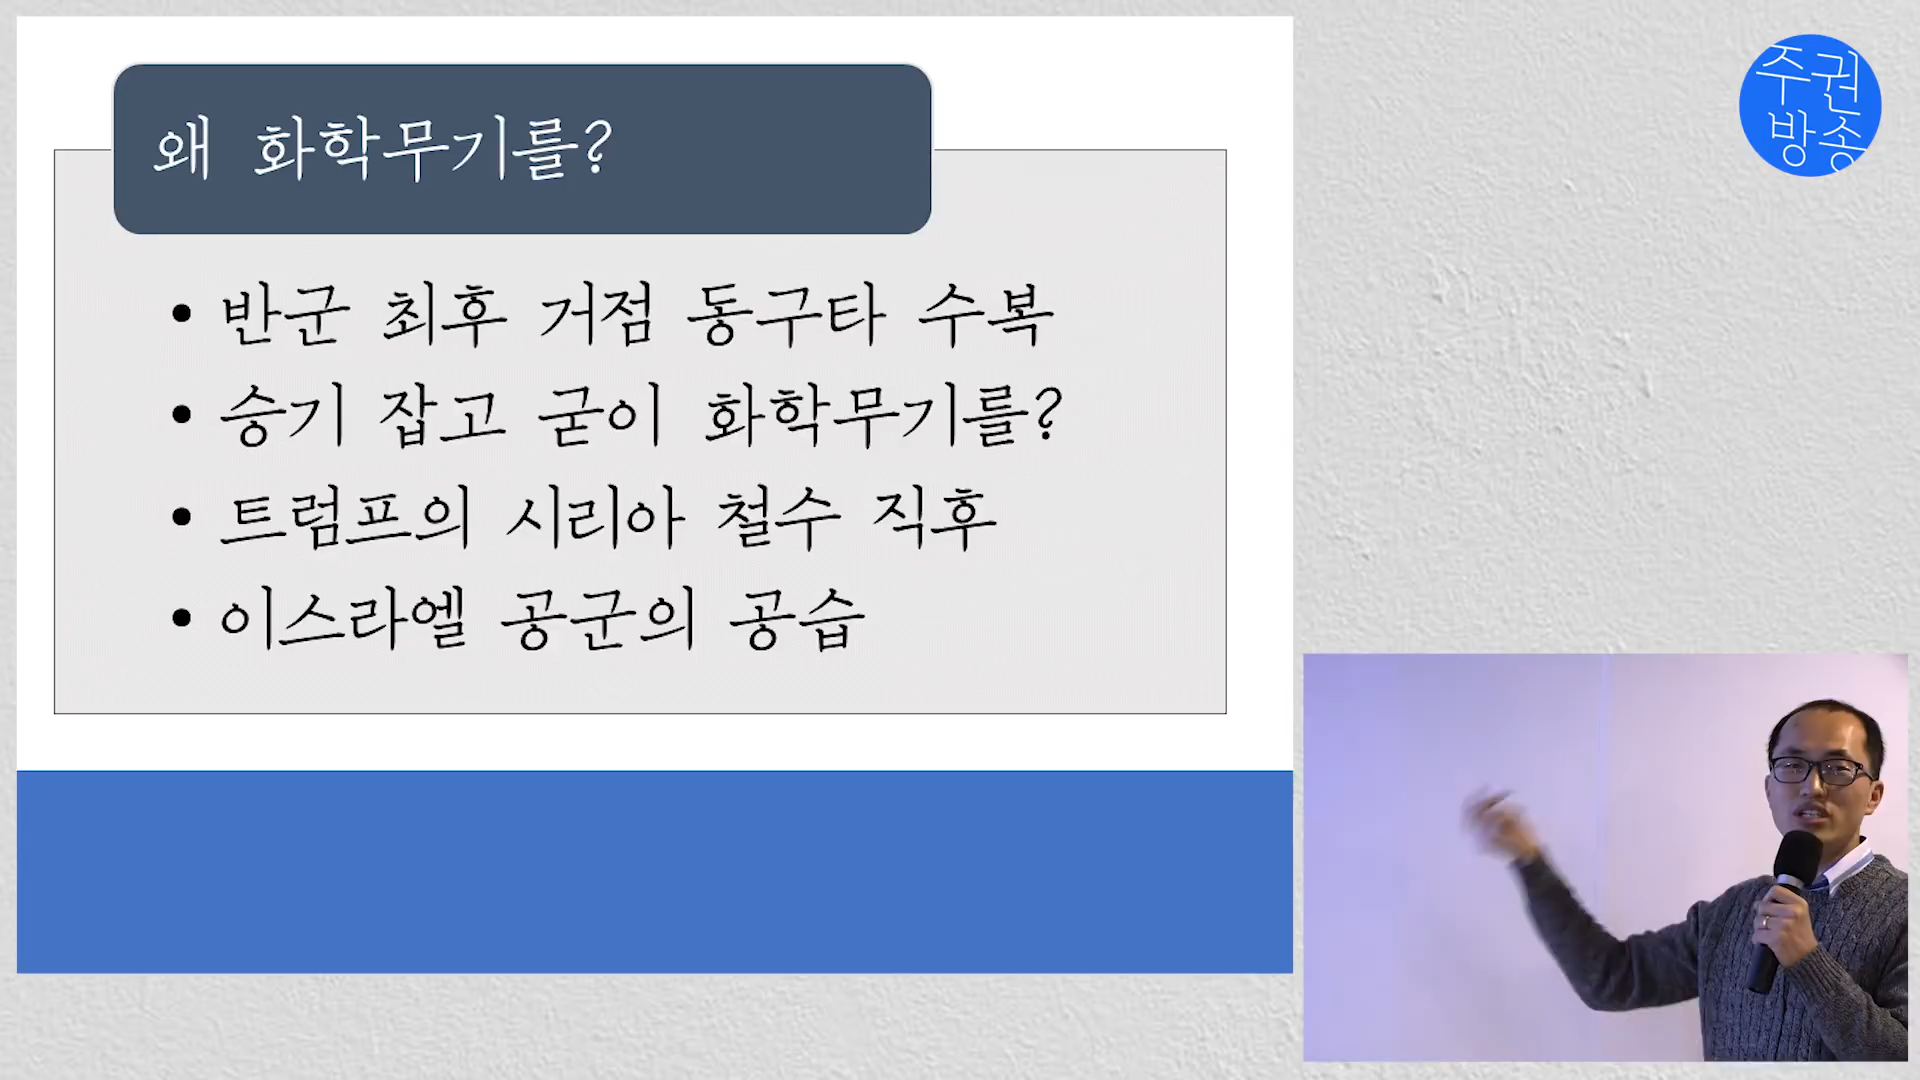 왜 화학무기를?
반군 최후 거점 동구타 수복
승기 잡고 굳이 화학무기를?
트럼프의 시리아 철수 직후
이스라엘 공군의 공습
주권
방송